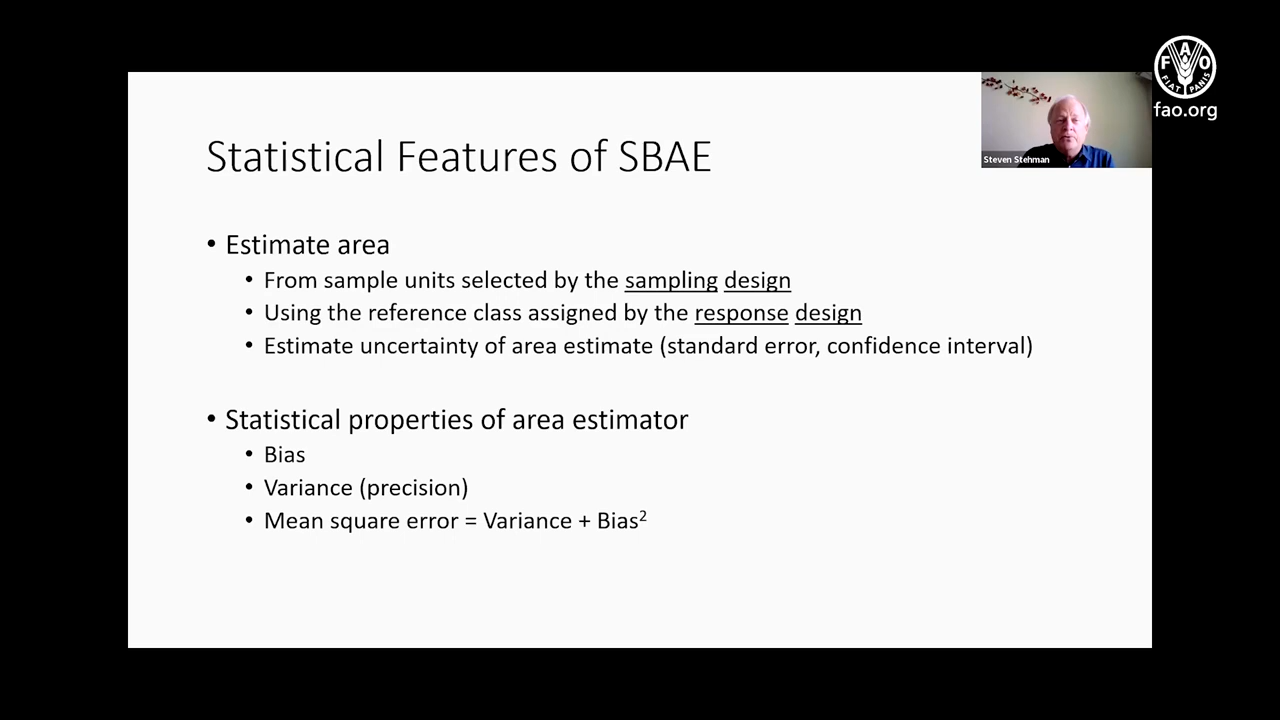 Statistical Features of SBAE
• Estimate area
• From sample units selected by the sampling design
• Using the reference class assigned by the response design
• Estimate uncertainty of area estimate (standard error, confidence interval)
• Statistical properties of area estimator
• Bias
• Variance (precision)
• Mean square error = Variance + Bias²
Steven Stehman
F A O
FIAT PANIS
fao.org